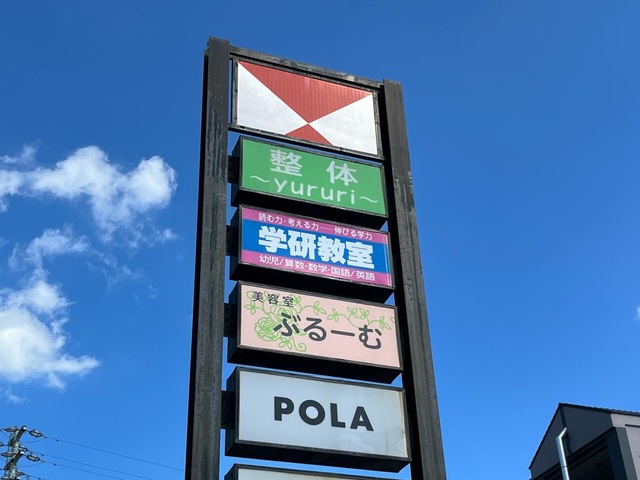 整体
～yururi～
読む力・考える力――伸びる学力
学研教室
幼児/算数・数学・国語/英語
美容室
ぶるーむ
POLA